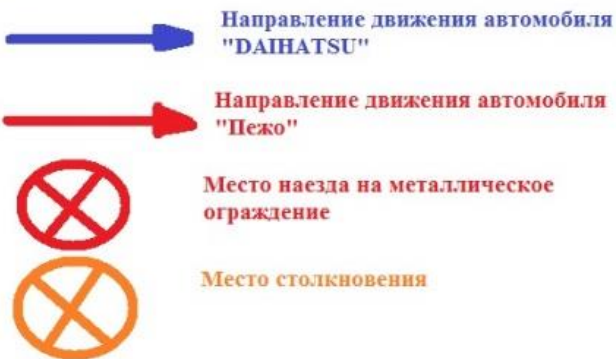 Направление движения автомобиля
"DAIHATSU"
Направление движения автомобиля
"Пежо"
Место наезда на металлическое
ограждение
Место столкновения